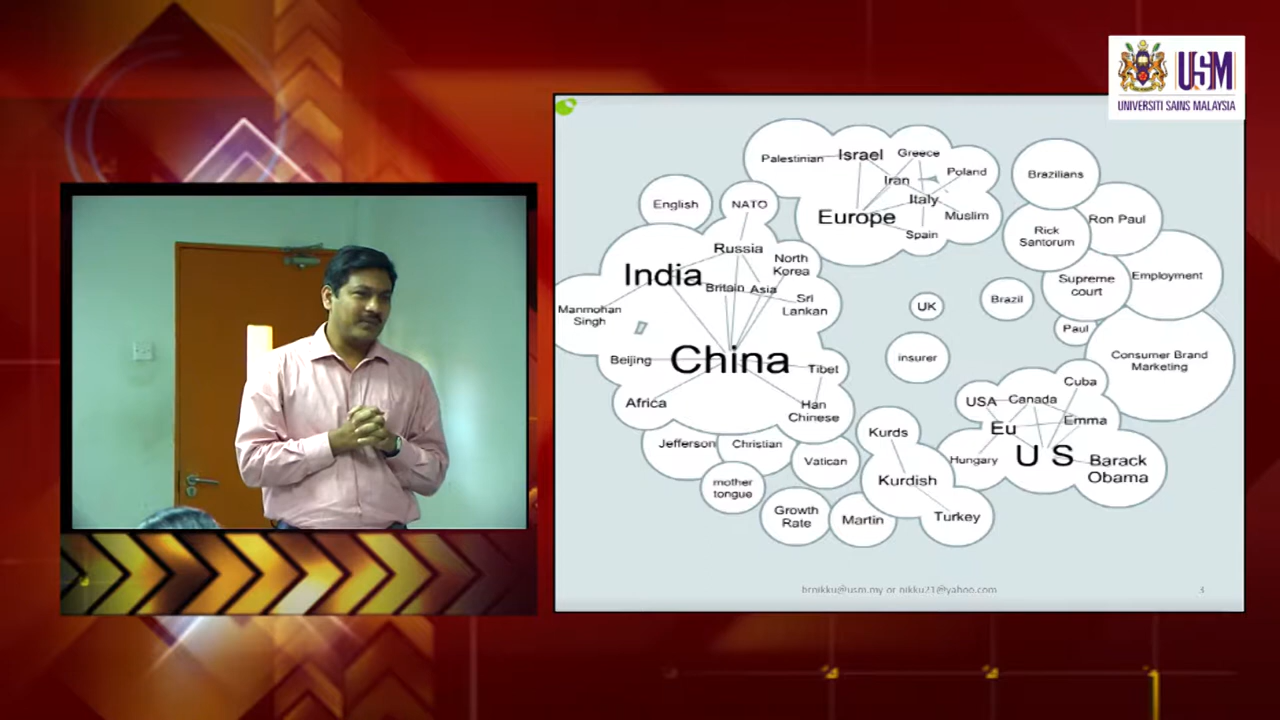 USM
UNIVERSITI SAINS MALAYSIA
Palestinian
Israel
Greece
Iran
Poland
Italy
Europe
Muslim
Spain
Brazilians
Ron Paul
Rick
Santorum
Employment
Supreme
court
English
NATO
Russia
North
Korea
India
Britain
Asia
Sri
Lankan
Manmohan
Singh
UK
Brazil
Paul
Beijing
China
Tibet
insurer
Consumer Brand
Marketing
Africa
Han
Chinese
Cuba
USA
Canada
Emma
Eu
Jefferson
Christian
Vatican
Kurds
Hungary
U S
Barack
Obama
mother
tongue
Kurdish
Growth
Rate
Martin
Turkey
brnikku@usm.my or nikku21@yahoo.com
3